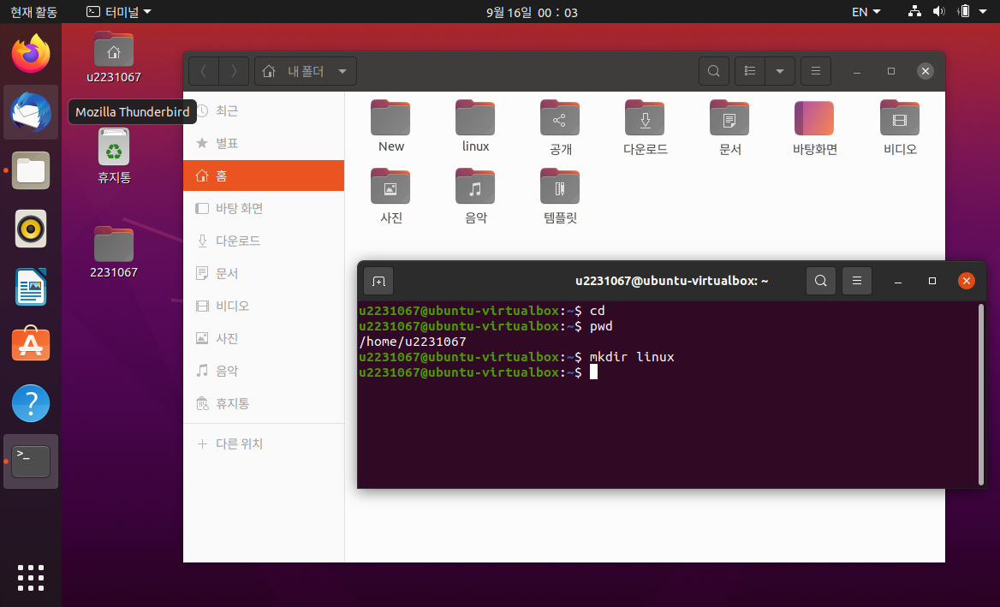 현재 활동
터미널
9월 16일 00 : 03
EN
u2231067
Mozilla Thunderbird
휴지통
2231067
내 폴더
최근
별표
홈
바탕 화면
다운로드
문서
비디오
사진
음악
휴지통
다른 위치
New
linux
공개
다운로드
문서
바탕화면
비디오
사진
음악
템플릿
u2231067@ubuntu-virtualbox: ~
u2231067@ubuntu-virtualbox:~$ cd
u2231067@ubuntu-virtualbox:~$ pwd
/home/u2231067
u2231067@ubuntu-virtualbox:~$ mkdir linux
u2231067@ubuntu-virtualbox:~$